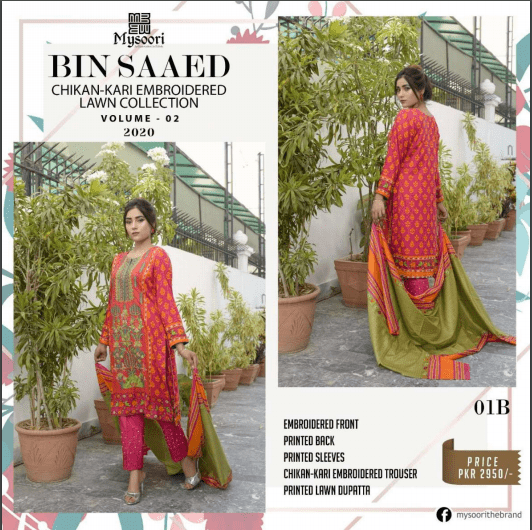 Mysoori
BIN SAAED
CHIKAN-KARI EMBROIDERED
LAWN COLLECTION
VOLUME - 02
2020
01B
EMBROIDERED FRONT
PRINTED BACK
PRINTED SLEEVES
CHIKAN-KARI EMBROIDERED TROUSER
PRINTED LAWN DUPATTA
PRICE
PKR 2950/-
mysoorithebrand